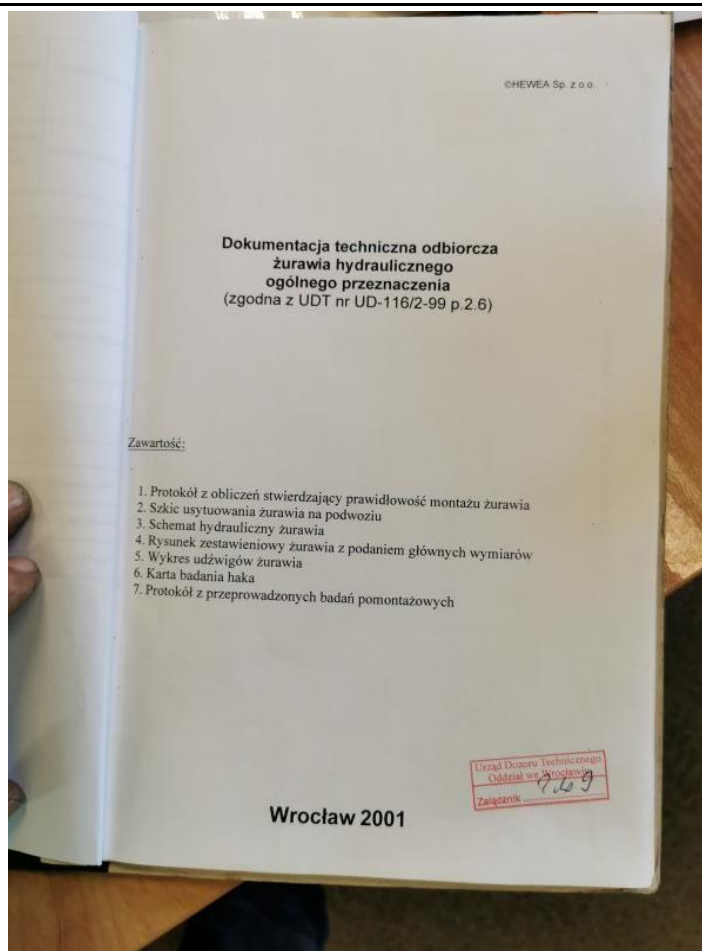 ©HEWEA Sp. z o.o.
Dokumentacja techniczna odbiorcza
żurawia hydraulicznego
ogólnego przeznaczenia
(zgodna z UDT nr UD-116/2-99 p.2.6)
Zawartość:
1. Protokół z obliczeń stwierdzający prawidłowość montażu żurawia
2. Szkic usytuowania żurawia na podwoziu
3. Schemat hydrauliczny żurawia
4. Rysunek zestawieniowy żurawia z podaniem głównych wymiarów
5. Wykres udźwigów żurawia
6. Karta badania haka
7. Protokół z przeprowadzonych badań pomontażowych
Urząd Dozoru Technicznego
Oddział we Wrocławiu
Załącznik
Wrocław 2001